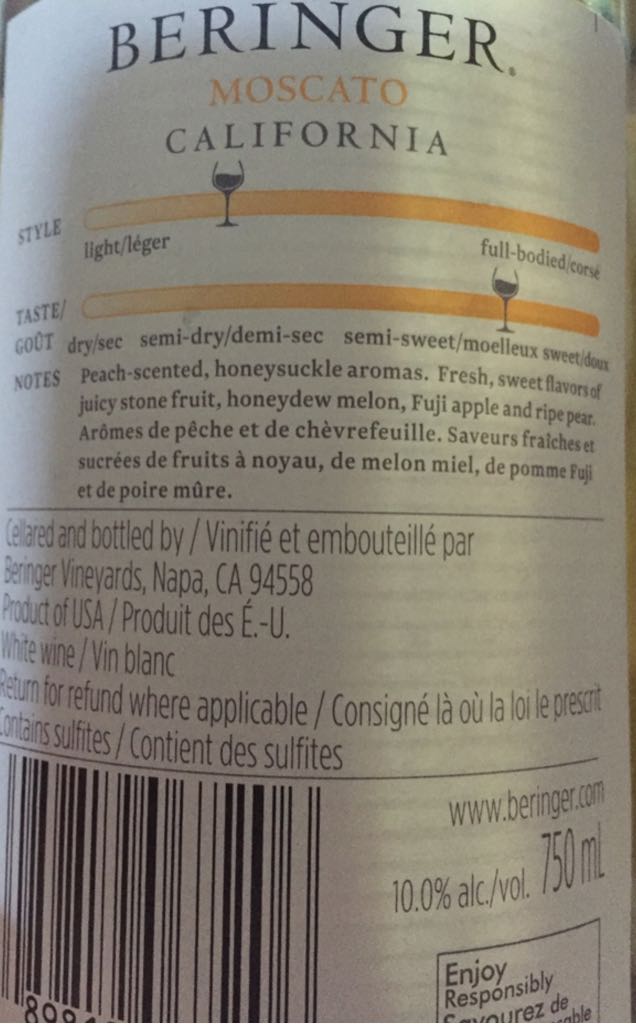 BERINGER.
MOSCATO
CALIFORNIA
STYLE
light/léger full-bodied/corsé
TASTE/
GOÛT dry/sec semi-dry/demi-sec semi-sweet/moelleux sweet/doux
NOTES Peach-scented, honeysuckle aromas. Fresh, sweet flavors of
juicy stone fruit, honeydew melon, Fuji apple and ripe pear.
Arômes de pêche et de chèvrefeuille. Saveurs fraîches et
sucrées de fruits à noyau, de melon miel, de pomme Fuji
et de poire mûre.
Cellared and bottled by / Vinifié et embouteillé par
Beringer Vineyards, Napa, CA 94558
Product of USA / Produit des É.-U.
White wine / Vin blanc
Return for refund where applicable / Consigné là où la loi le prescrit
Contains sulfites / Contient des sulfites
www.beringer.com
10.0% alc./vol. 750 mL
Enjoy
Responsibly
Savourez de